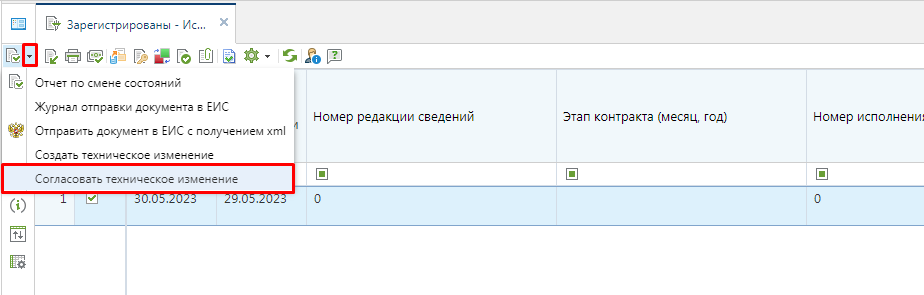 Зарегистрированы - Ис...
Отчет по смене состояний
Журнал отправки документа в ЕИС
Отправить документ в ЕИС с получением xml
Создать техническое изменение
Согласовать техническое изменение
Номер редакции сведений
Этап контракта (месяц, год)
Номер исполнения
1 30.05.2023 29.05.2023 0 0